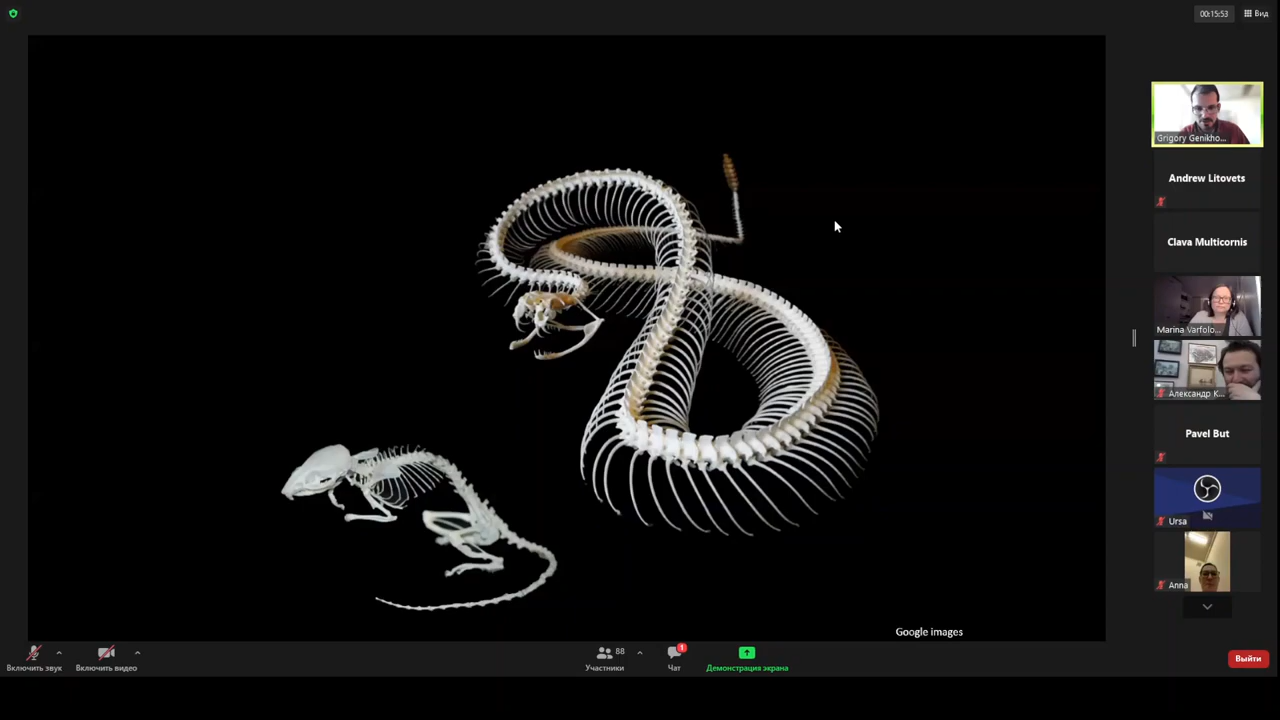 00:15:53
Вид
Grigory Genikho...
Andrew Litovets
Clava Multicornis
Marina Varfolo...
Александр К...
Pavel But
Ursa
Anna
Google images
Включить звук
Включить видео
88
Участники
1
Чат
Демонстрация экрана
Выйти